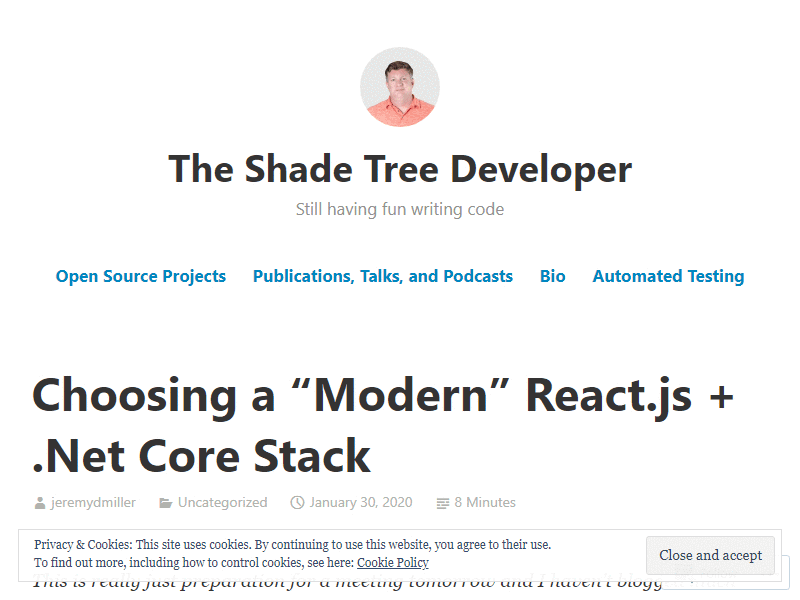 The Shade Tree Developer
Still having fun writing code
Open Source Projects Publications, Talks, and Podcasts Bio Automated Testing
Choosing a “Modern” React.js +
.Net Core Stack
jeremydmiller Uncategorized January 30, 2020 8 Minutes
Privacy & Cookies: This site uses cookies. By continuing to use this website, you agree to their use.
To find out more, including how to control cookies, see here: Cookie Policy
Close and accept
This is really just preparation for a meeting tomorrow and I haven’t